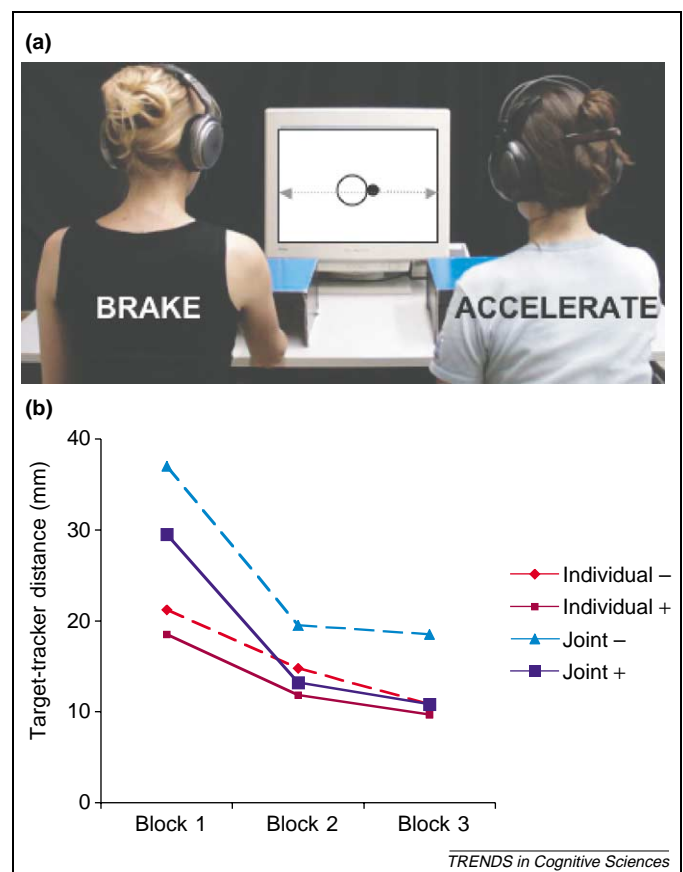 (a)
BRAKE
ACCELERATE
(b)
Target-tracker distance (mm)
40
30
20
10
0
Block 1 Block 2 Block 3
Individual –
Individual +
Joint –
Joint +
TRENDS in Cognitive Sciences